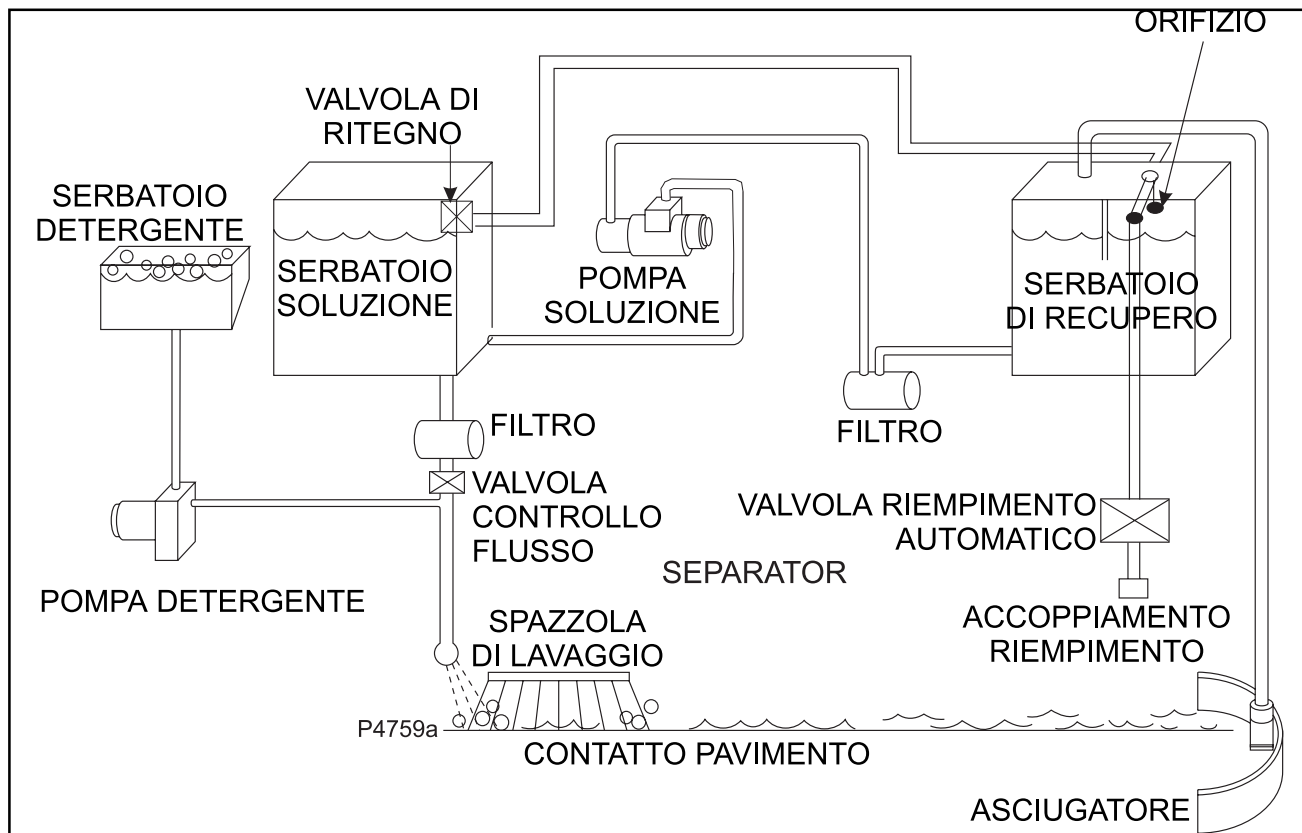 ORIFIZIO
VALVOLA DI
RITEGNO
SERBATOIO
DETERGENTE
SERBATOIO
SOLUZIONE
POMPA
SOLUZIONE
SERBATOIO
DI RECUPERO
FILTRO
FILTRO
VALVOLA
CONTROLLO
FLUSSO
VALVOLA RIEMPIMENTO
AUTOMATICO
SEPARATOR
POMPA DETERGENTE
SPAZZOLA
DI LAVAGGIO
ACCOPPIAMENTO
RIEMPIMENTO
P4759a
CONTATTO PAVIMENTO
ASCIUGATORE